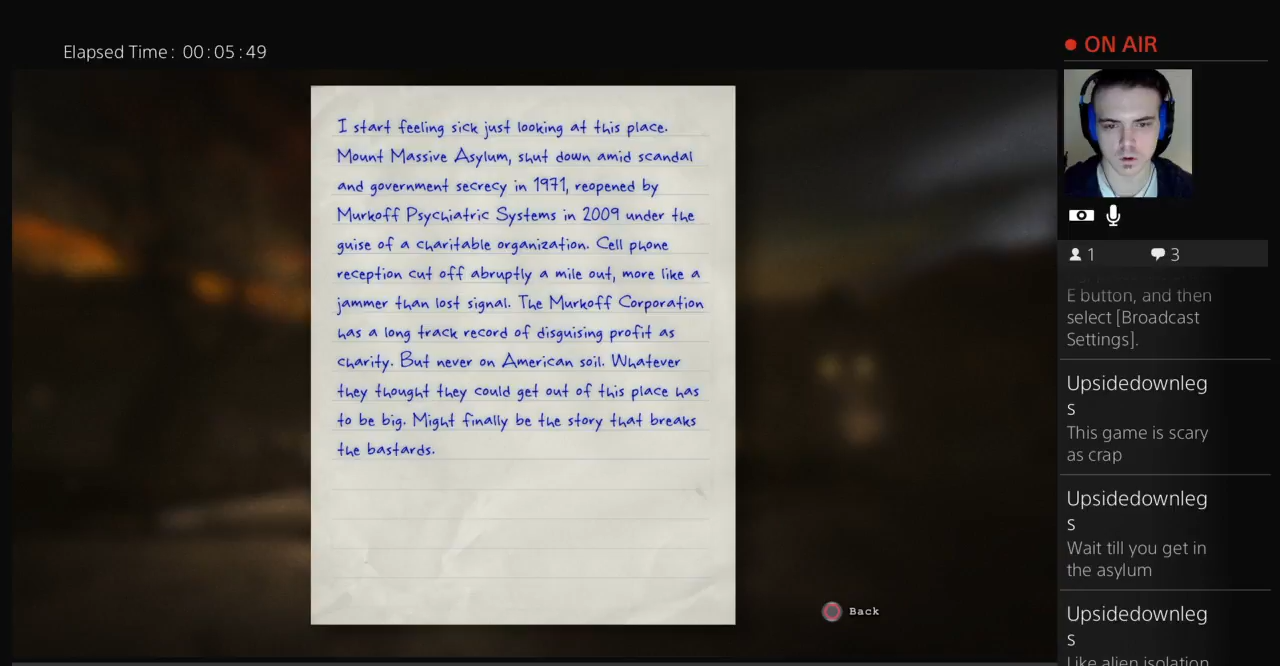 Elapsed Time: 00:05:49
ON AIR
I start feeling sick just looking at this place.
Mount Massive Asylum, shut down amid scandal
and government secrecy in 1971, reopened by
Murkoff Psychiatric Systems in 2009 under the
guise of a charitable organization. Cell phone
reception cut off abruptly a mile out, more like a
jammer than lost signal. The Murkoff Corporation
has a long track record of disguising profit as
charity. But never on American soil. Whatever
they thought they could get out of this place has
to be big. Might finally be the story that breaks
the bastards.
Back
1
3
E button, and then
select [Broadcast
Settings].
Upsidedownleg
s
This game is scary
as crap
Upsidedownleg
s
Wait till you get in
the asylum
Upsidedownleg
s
Like alien isolation